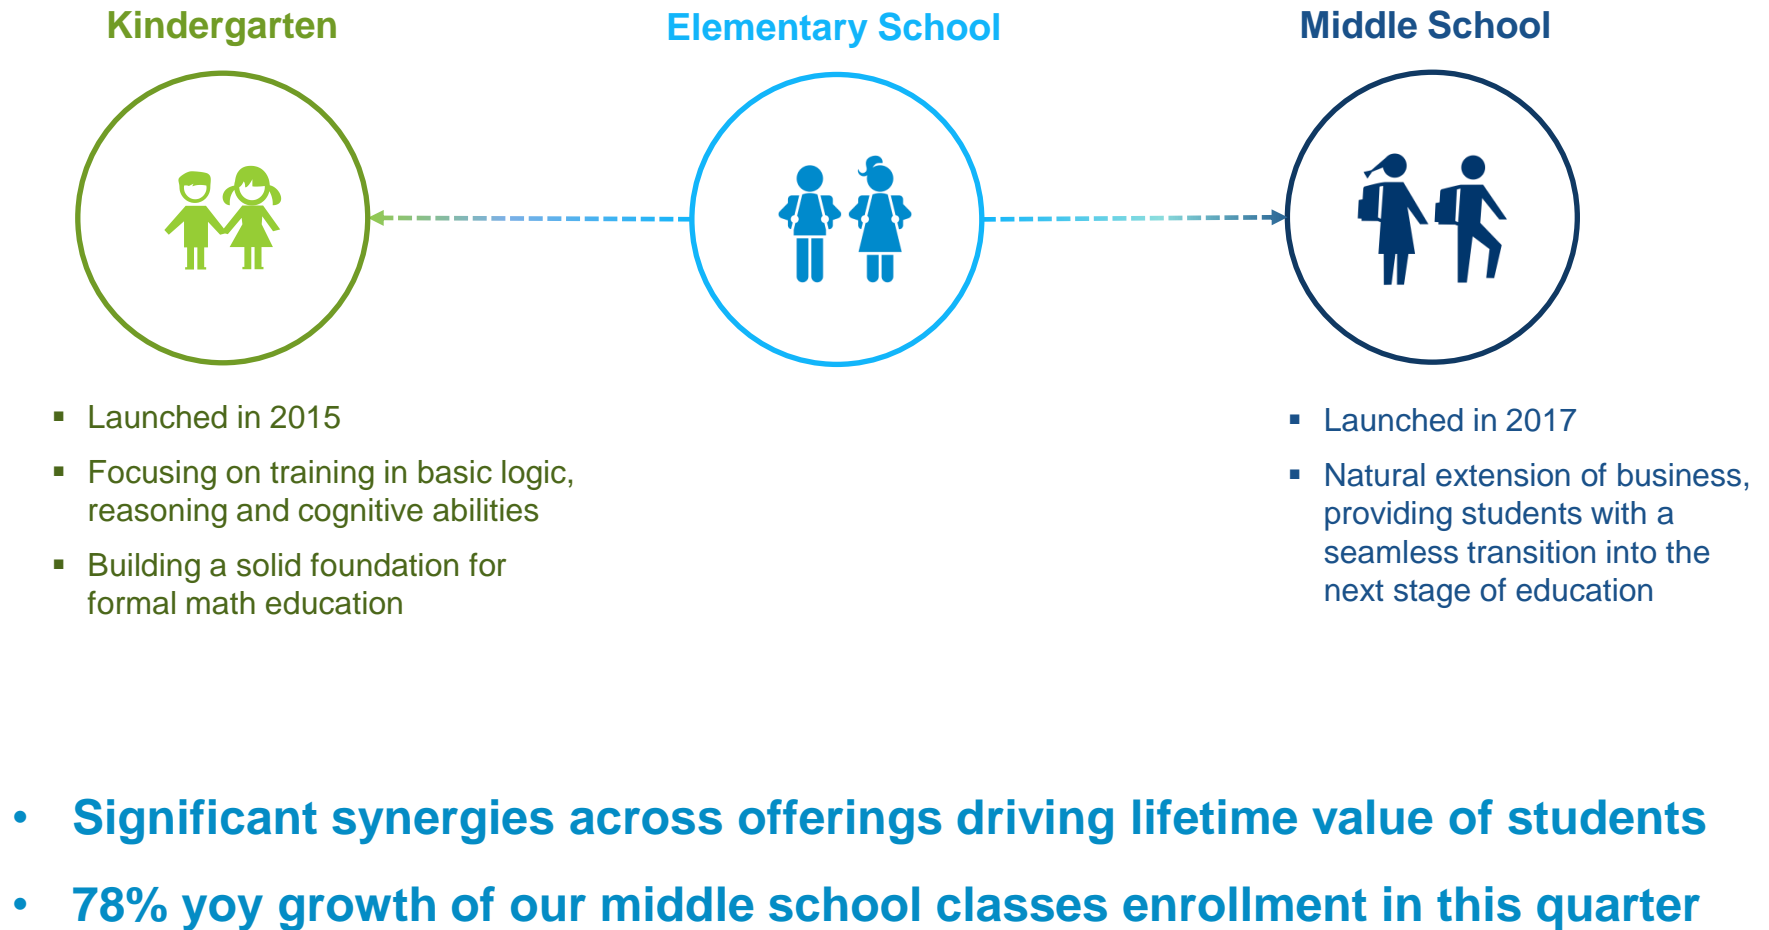 Kindergarten
Elementary School
Middle School
▪ Launched in 2015
▪ Focusing on training in basic logic,
reasoning and cognitive abilities
▪ Building a solid foundation for
formal math education
▪ Launched in 2017
▪ Natural extension of business,
providing students with a
seamless transition into the
next stage of education
• Significant synergies across offerings driving lifetime value of students
• 78% yoy growth of our middle school classes enrollment in this quarter